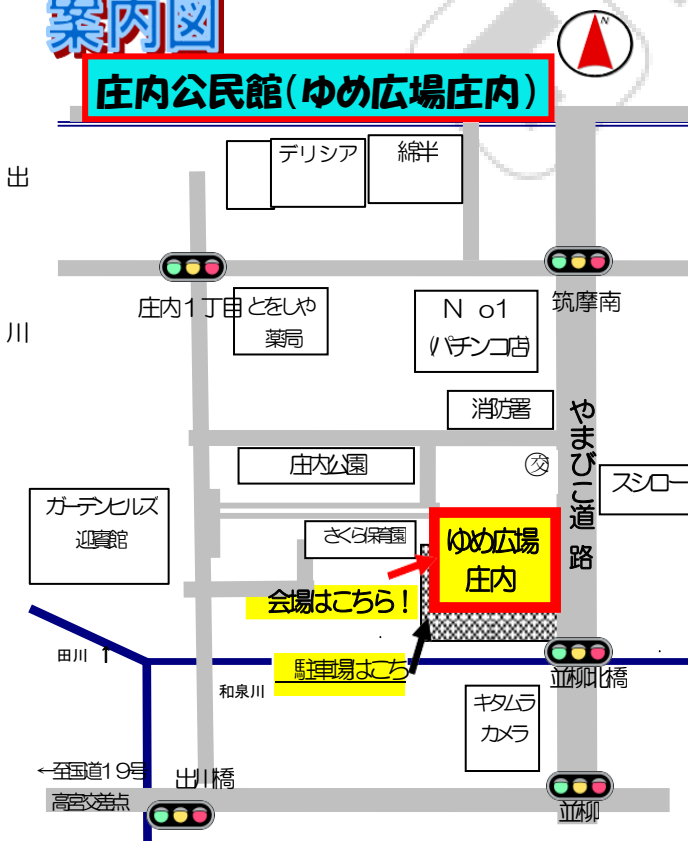 案内図
N
庄内公民館(ゆめ広場庄内)
出
川
デリシア
綿半
庄内1丁目
筑摩南
とをしや
薬局
No1
(パチンコ店)
消防署
やまびこ道路
庄内公園
交
スシロー
ガーデンヒルズ
迎賓館
さくら保育園
ゆめ広場
庄内
会場はこちら!
田川 ↑
駐車場はこち
和泉川
並柳北橋
キタムラ
カメラ
←至国道19号
高宮交差点
出川橋
並柳